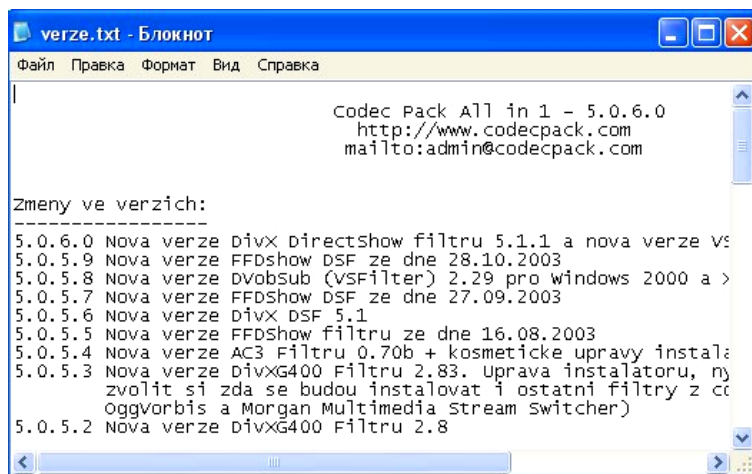 verze.txt - Блокнот
Файл Правка Формат Вид Справка
Codec Pack All in 1 - 5.0.6.0
http://www.codecpack.com
mailto:admin@codecpack.com
Zmeny ve verzich:
------------------
5.0.6.0 Nova verze DivX DirectShow filtru 5.1.1 a nova verze VS
5.0.5.9 Nova verze FFDshow DSF ze dne 28.10.2003
5.0.5.8 Nova verze DVobSub (VSFilter) 2.29 pro Windows 2000 a
5.0.5.7 Nova verze FFDShow DSF ze dne 27.09.2003
5.0.5.6 Nova verze DivX DSF 5.1
5.0.5.5 Nova verze FFDShow filtru ze dne 16.08.2003
5.0.5.4 Nova verze AC3 Filtru 0.70b + kosmeticke upravy instala
5.0.5.3 Nova verze DivXG400 Filtru 2.83. Uprava instalatoru, ny
zvolit si zda se budou instalovat i ostatni filtry z co
OggVorbis a Morgan Multimedia Stream Switcher)
5.0.5.2 Nova verze DivXG400 Filtru 2.8